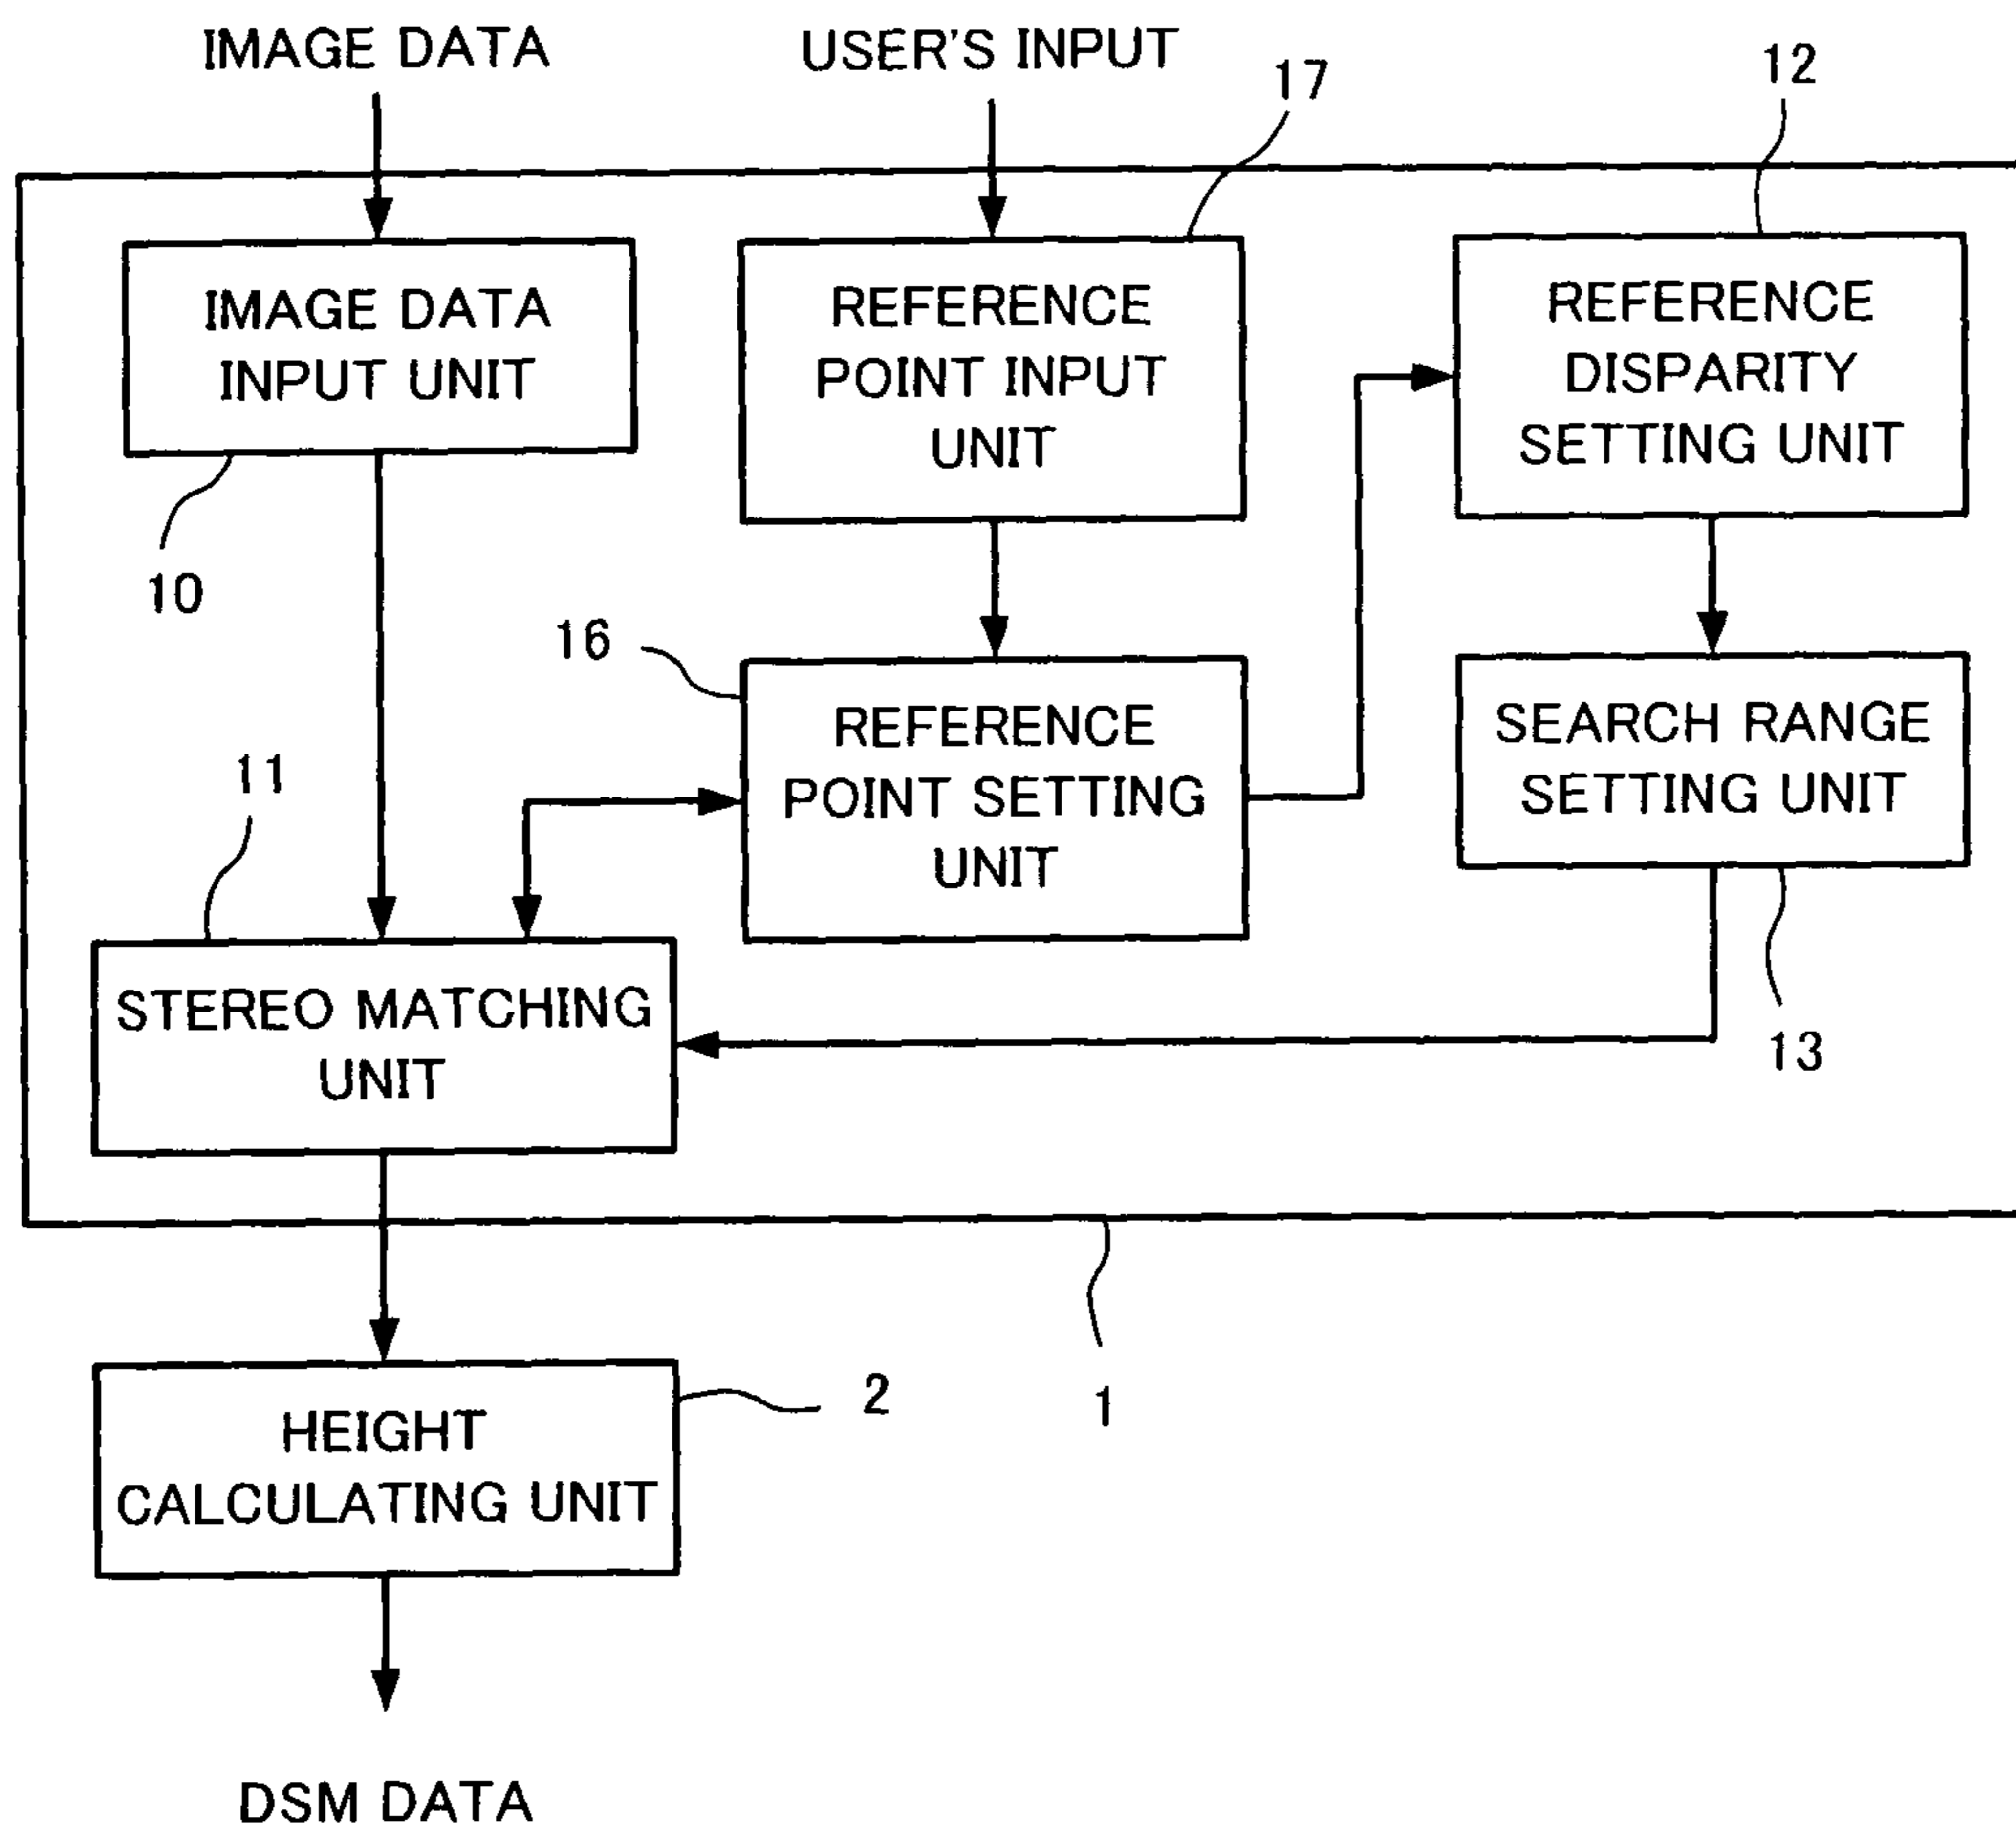 IMAGE DATA
USER'S INPUT
17
12
IMAGE DATA
INPUT UNIT
REFERENCE
POINT INPUT
UNIT
REFERENCE
DISPARITY
SETTING UNIT
10
16
REFERENCE
POINT SETTING
UNIT
SEARCH RANGE
SETTING UNIT
11
STEREO MATCHING
UNIT
13
HEIGHT
CALCULATING UNIT
2
1
DSM DATA